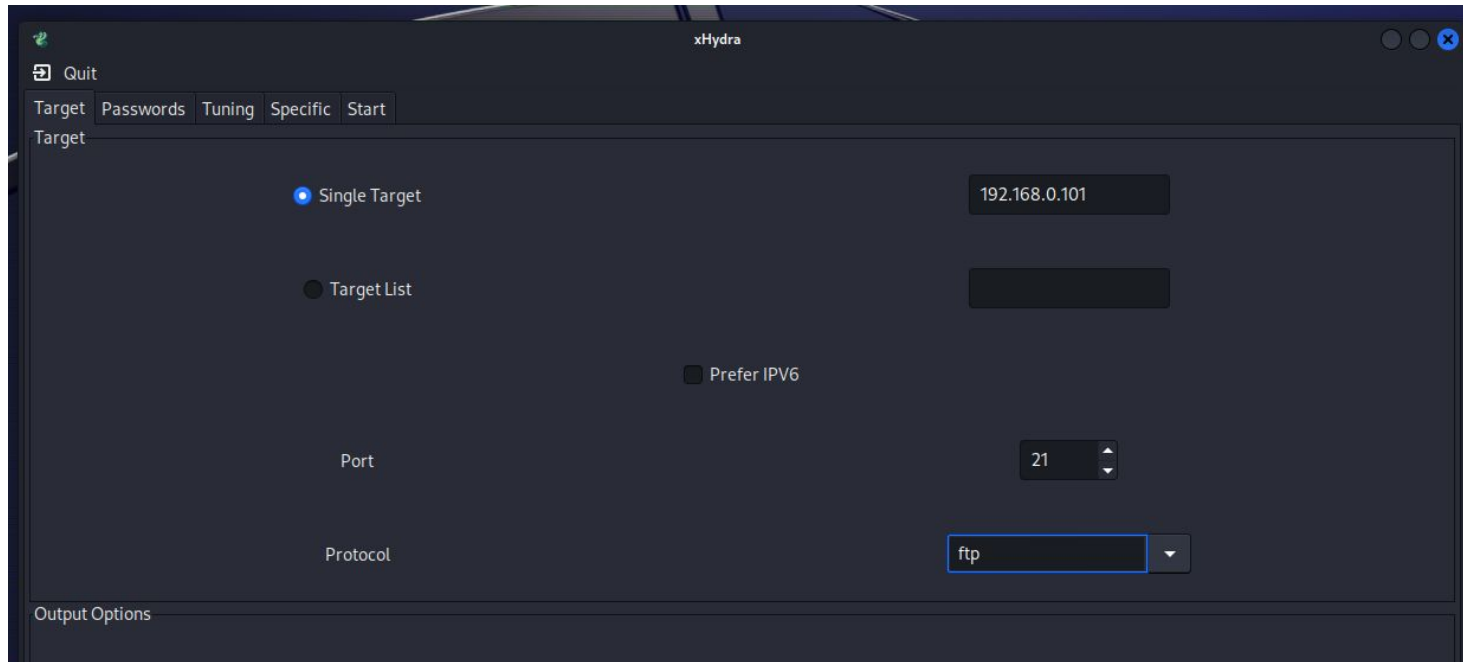 xHydra
Quit
Target Passwords Tuning Specific Start
Target
Single Target 192.168.0.101
Target List
Prefer IPV6
Port 21
Protocol ftp
Output Options